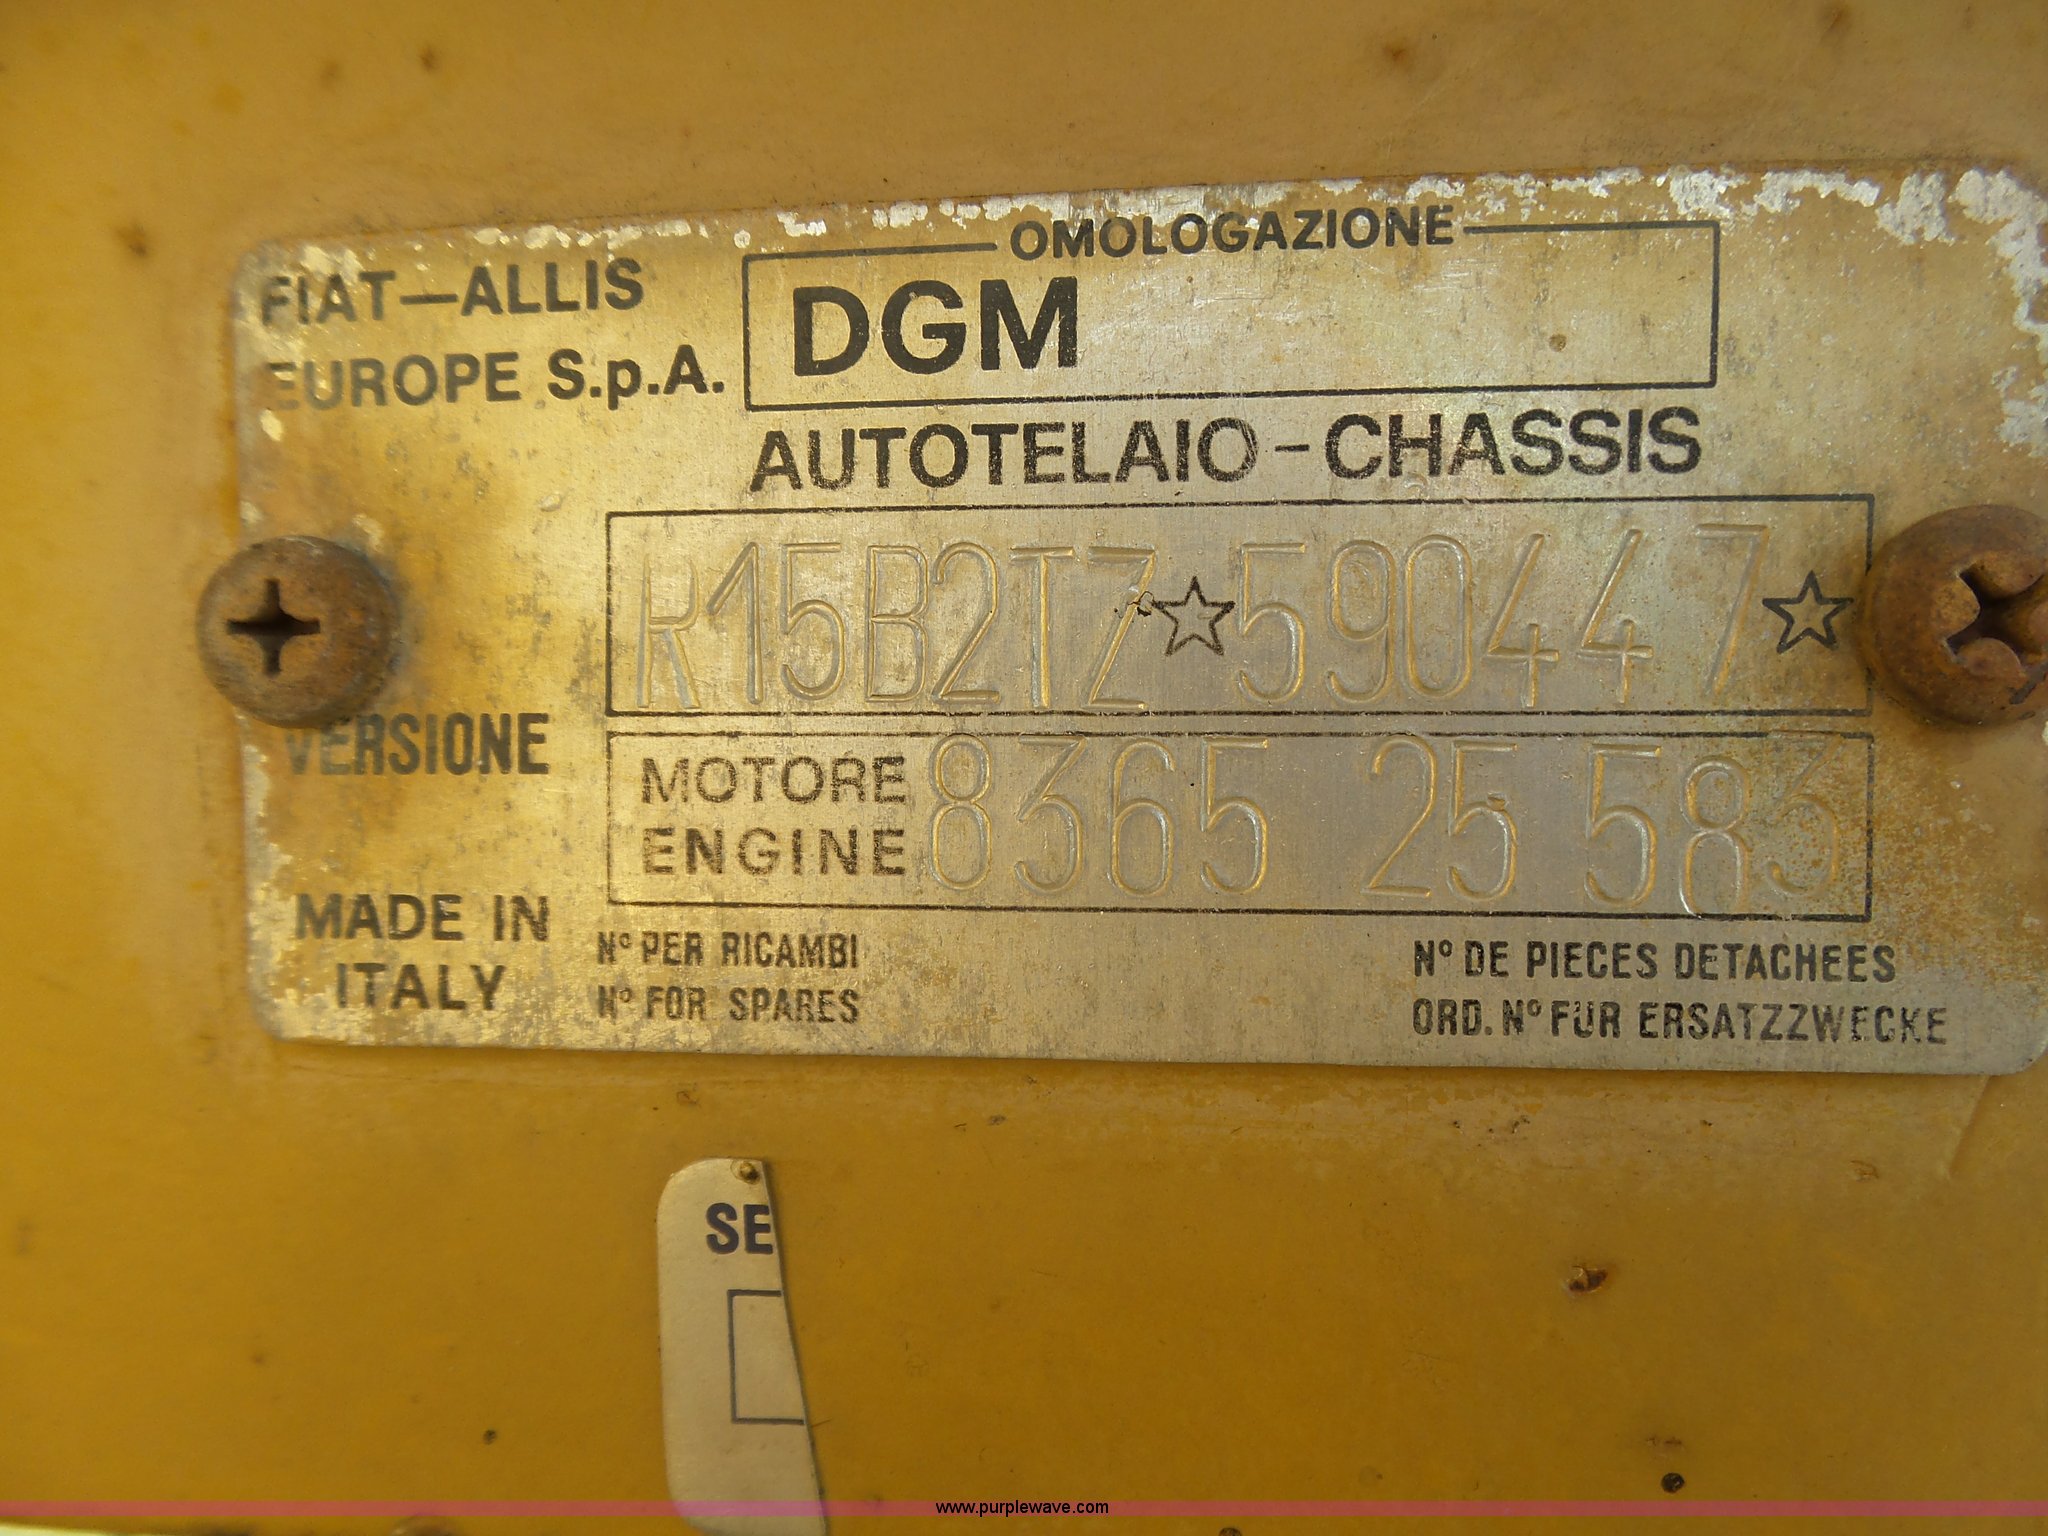 FIAT—ALLIS
EUROPE S.p.A.
OMOLOGAZIONE
DGM
AUTOTELAIO-CHASSIS
R15B2TZ☆590447☆
VERSIONE
MOTORE
ENGINE
8365 25 583
MADE IN
ITALY
Nº PER RICAMBI
Nº FOR SPARES
Nº DE PIECES DETACHEES
ORD. Nº FÜR ERSATZZWECKE
SE
www.purplewave.com